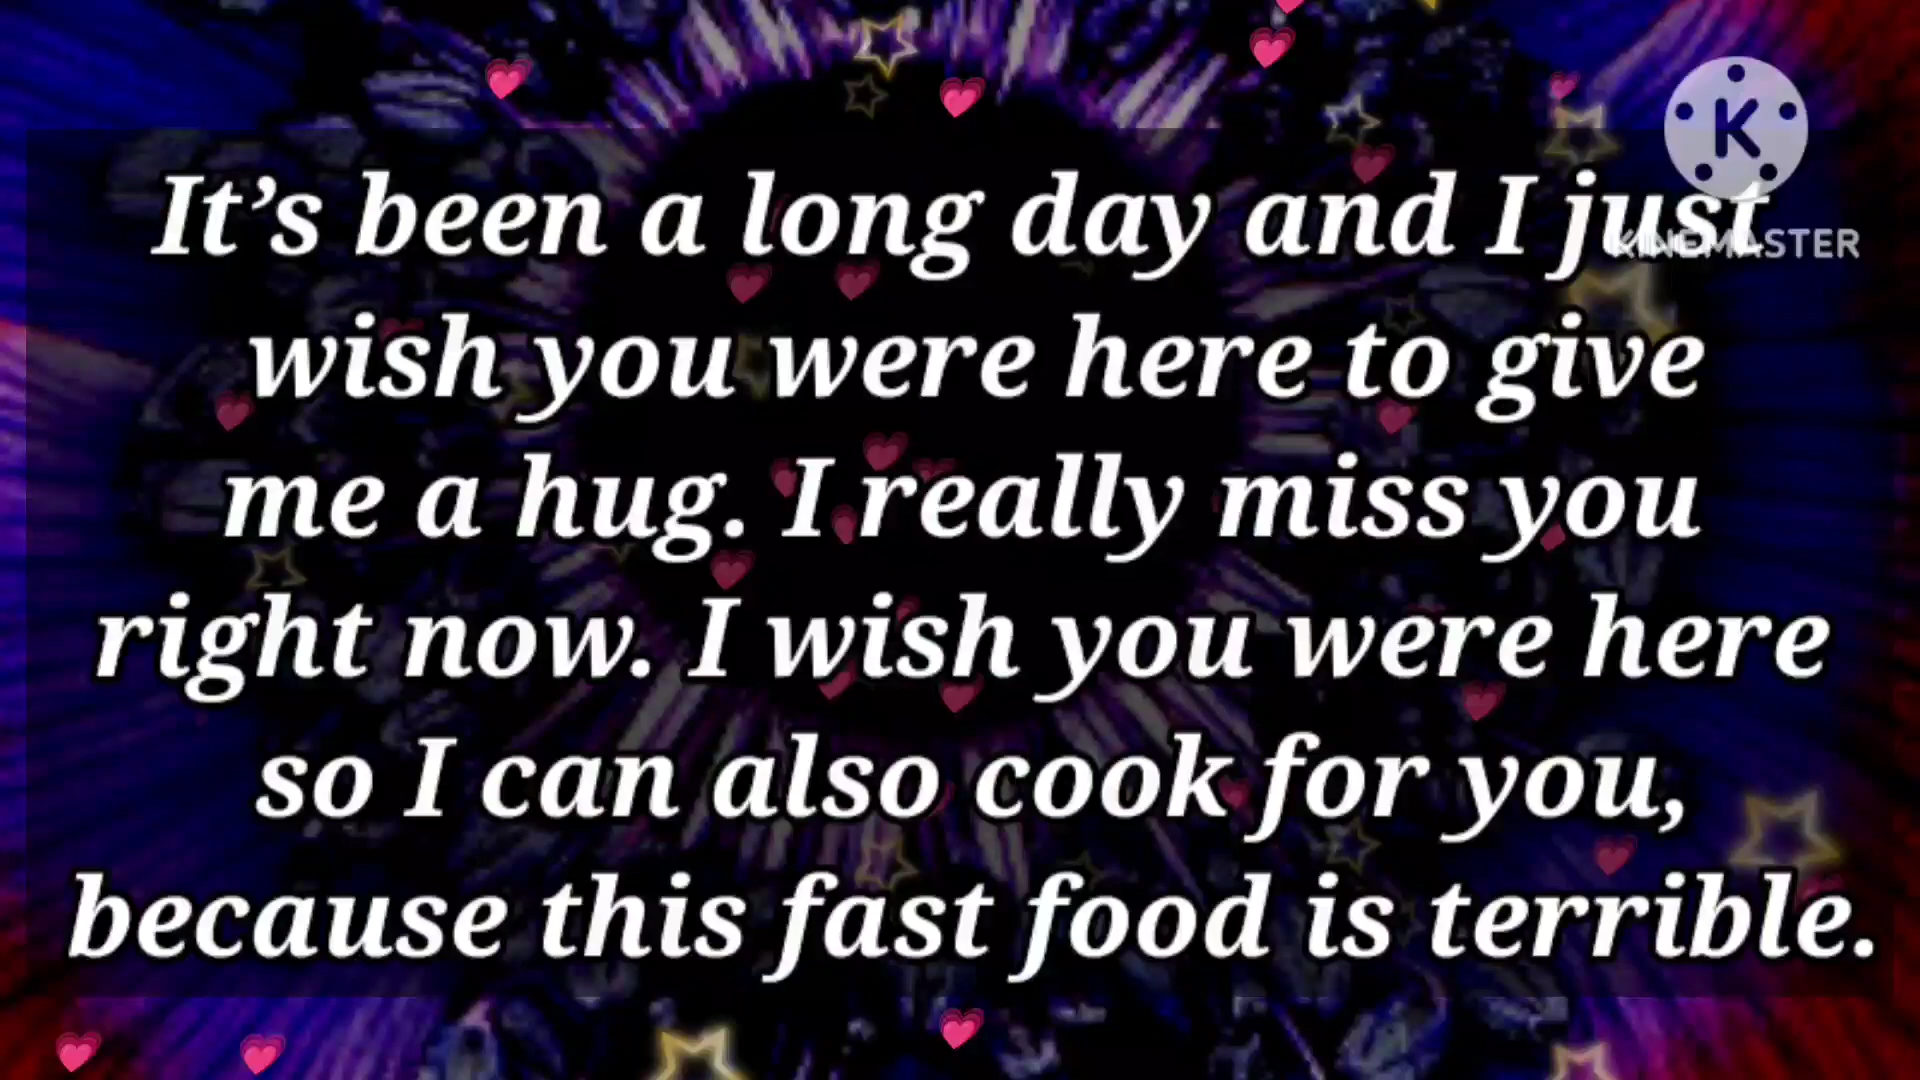 It’s been a long day and I just
KINEMASTER
wish you were here to give
me a hug. I really miss you
right now. I wish you were here
so I can also cook for you,
because this fast food is terrible.